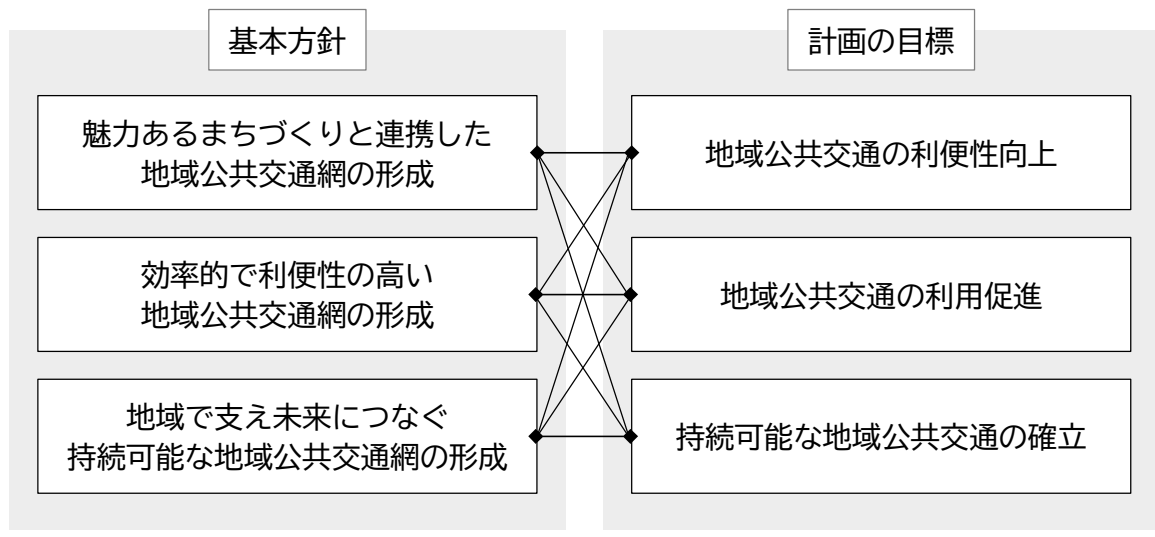 基本方針
魅力あるまちづくりと連携した
地域公共交通網の形成
効率的で利便性の高い
地域公共交通網の形成
地域で支え未来につなぐ
持続可能な地域公共交通網の形成
計画の目標
地域公共交通の利便性向上
地域公共交通の利用促進
持続可能な地域公共交通の確立